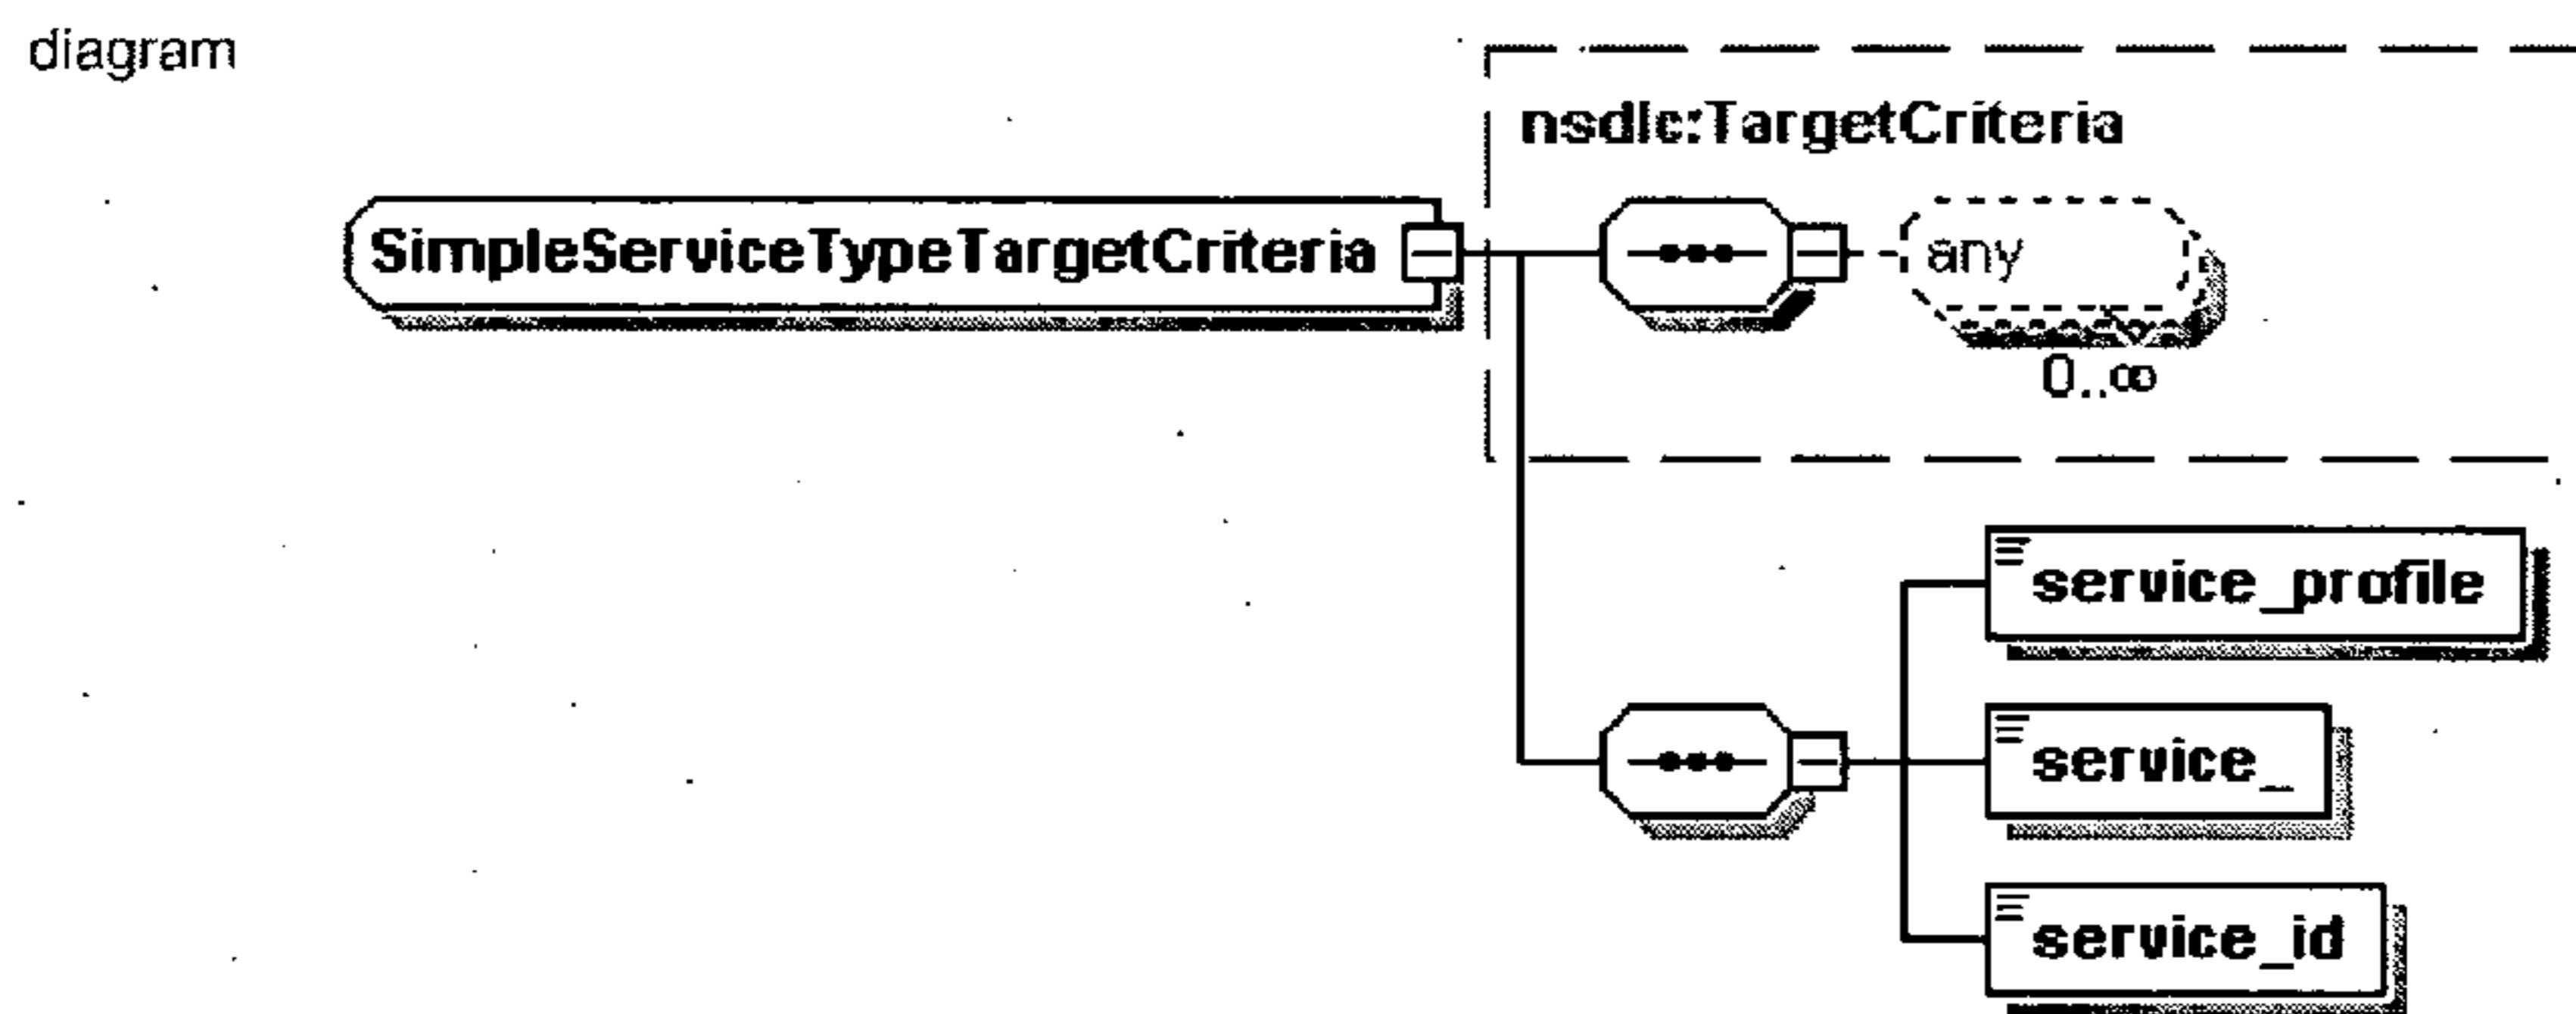 diagram
nsdlc:TargetCriteria
SimpleServiceTypeTargetCriteria
any
0..∞
service_profile
service_
service_id